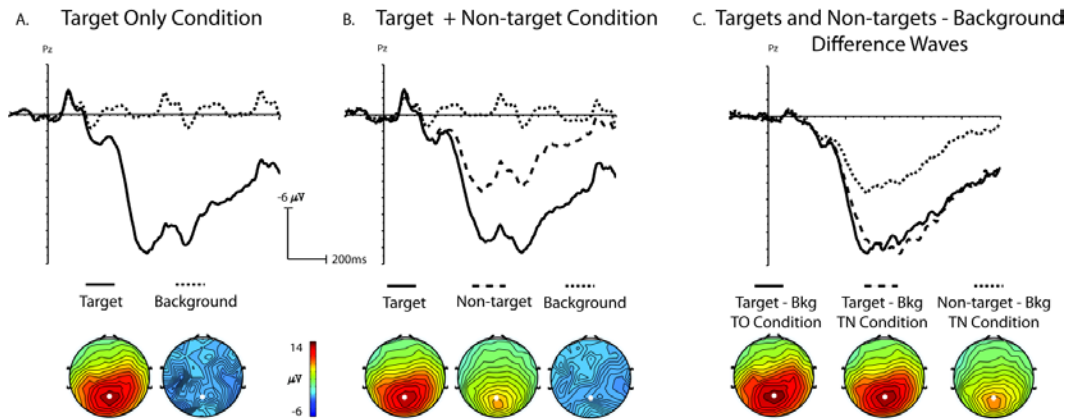 A.
Target Only Condition
Pz
-6 µV
200ms
Target
Background
14
µV
-6
B.
Target + Non-target Condition
Pz
Target
Non-target
Background
C.
Targets and Non-targets - Background
Difference Waves
Pz
Target - Bkg
TO Condition
Target - Bkg
TN Condition
Non-target - Bkg
TN Condition